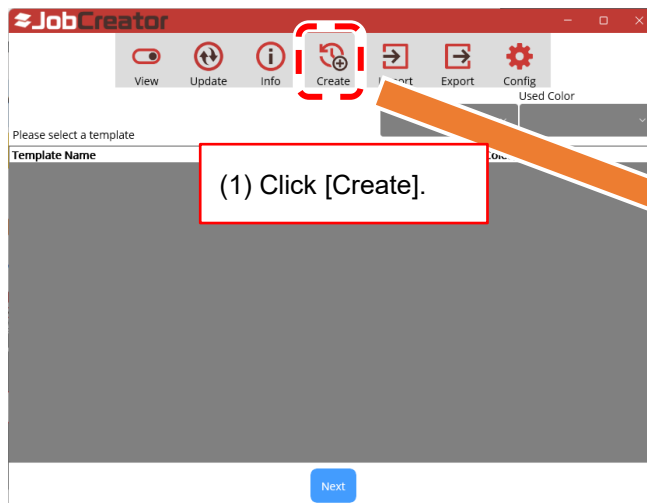 JobCreator
View Update Info Create Export Config
Used Color
Please select a template
Template Name
(1) Click [Create].
Next